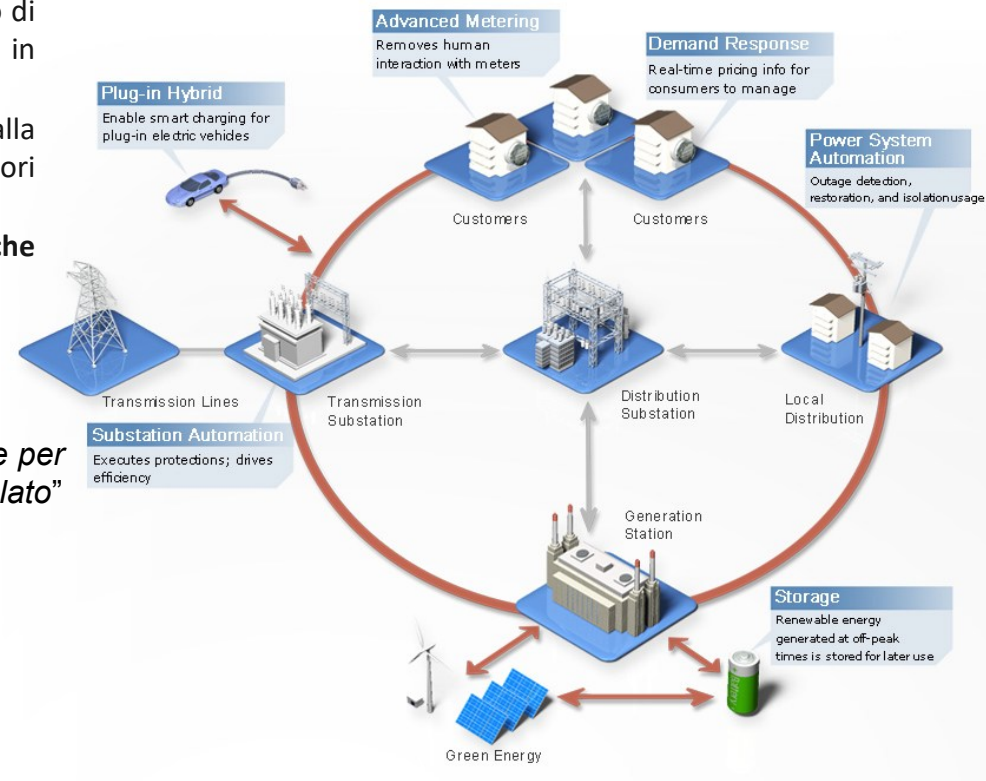 di
in
alla
ori
che
e per
lato”
Advanced Metering
Removes human
interaction with meters
Demand Response
Real-time pricing info for
consumers to manage
Plug-in Hybrid
Enable smart charging for
plug-in electric vehicles
Power System
Automation
Outage detection,
restoration, and isolationusage
Customers
Customers
Transmission Lines
Transmission
Substation
Distribution
Substation
Local
Distribution
Substation Automation
Executes protections; drives
efficiency
Generation
Station
Storage
Renewable energy
generated at off-peak
times is stored for later use
Green Energy